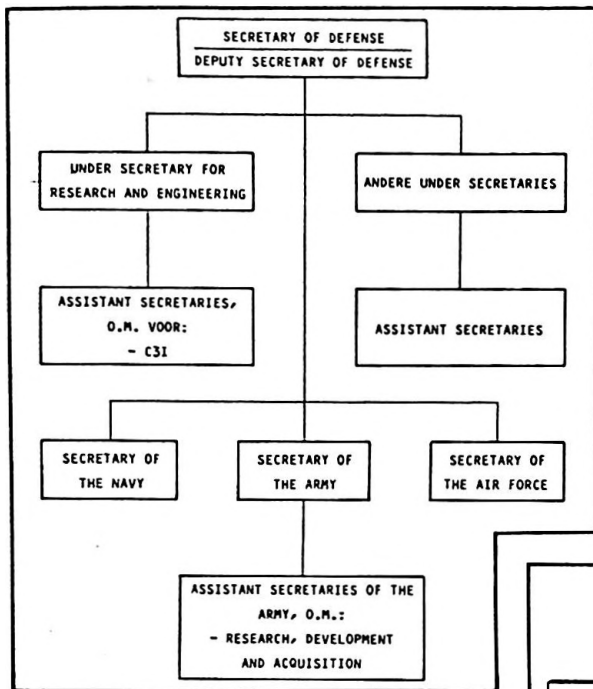 SECRETARY OF DEFENSE
DEPUTY SECRETARY OF DEFENSE
UNDER SECRETARY FOR
RESEARCH AND ENGINEERING
ANDERE UNDER SECRETARIES
ASSISTANT SECRETARIES,
O.M. VOOR:
- C3I
ASSISTANT SECRETARIES
SECRETARY OF
THE NAVY
SECRETARY OF
THE ARMY
SECRETARY OF
THE AIR FORCE
ASSISTANT SECRETARIES OF THE
ARMY, O.M.:
- RESEARCH, DEVELOPMENT
AND ACQUISITION